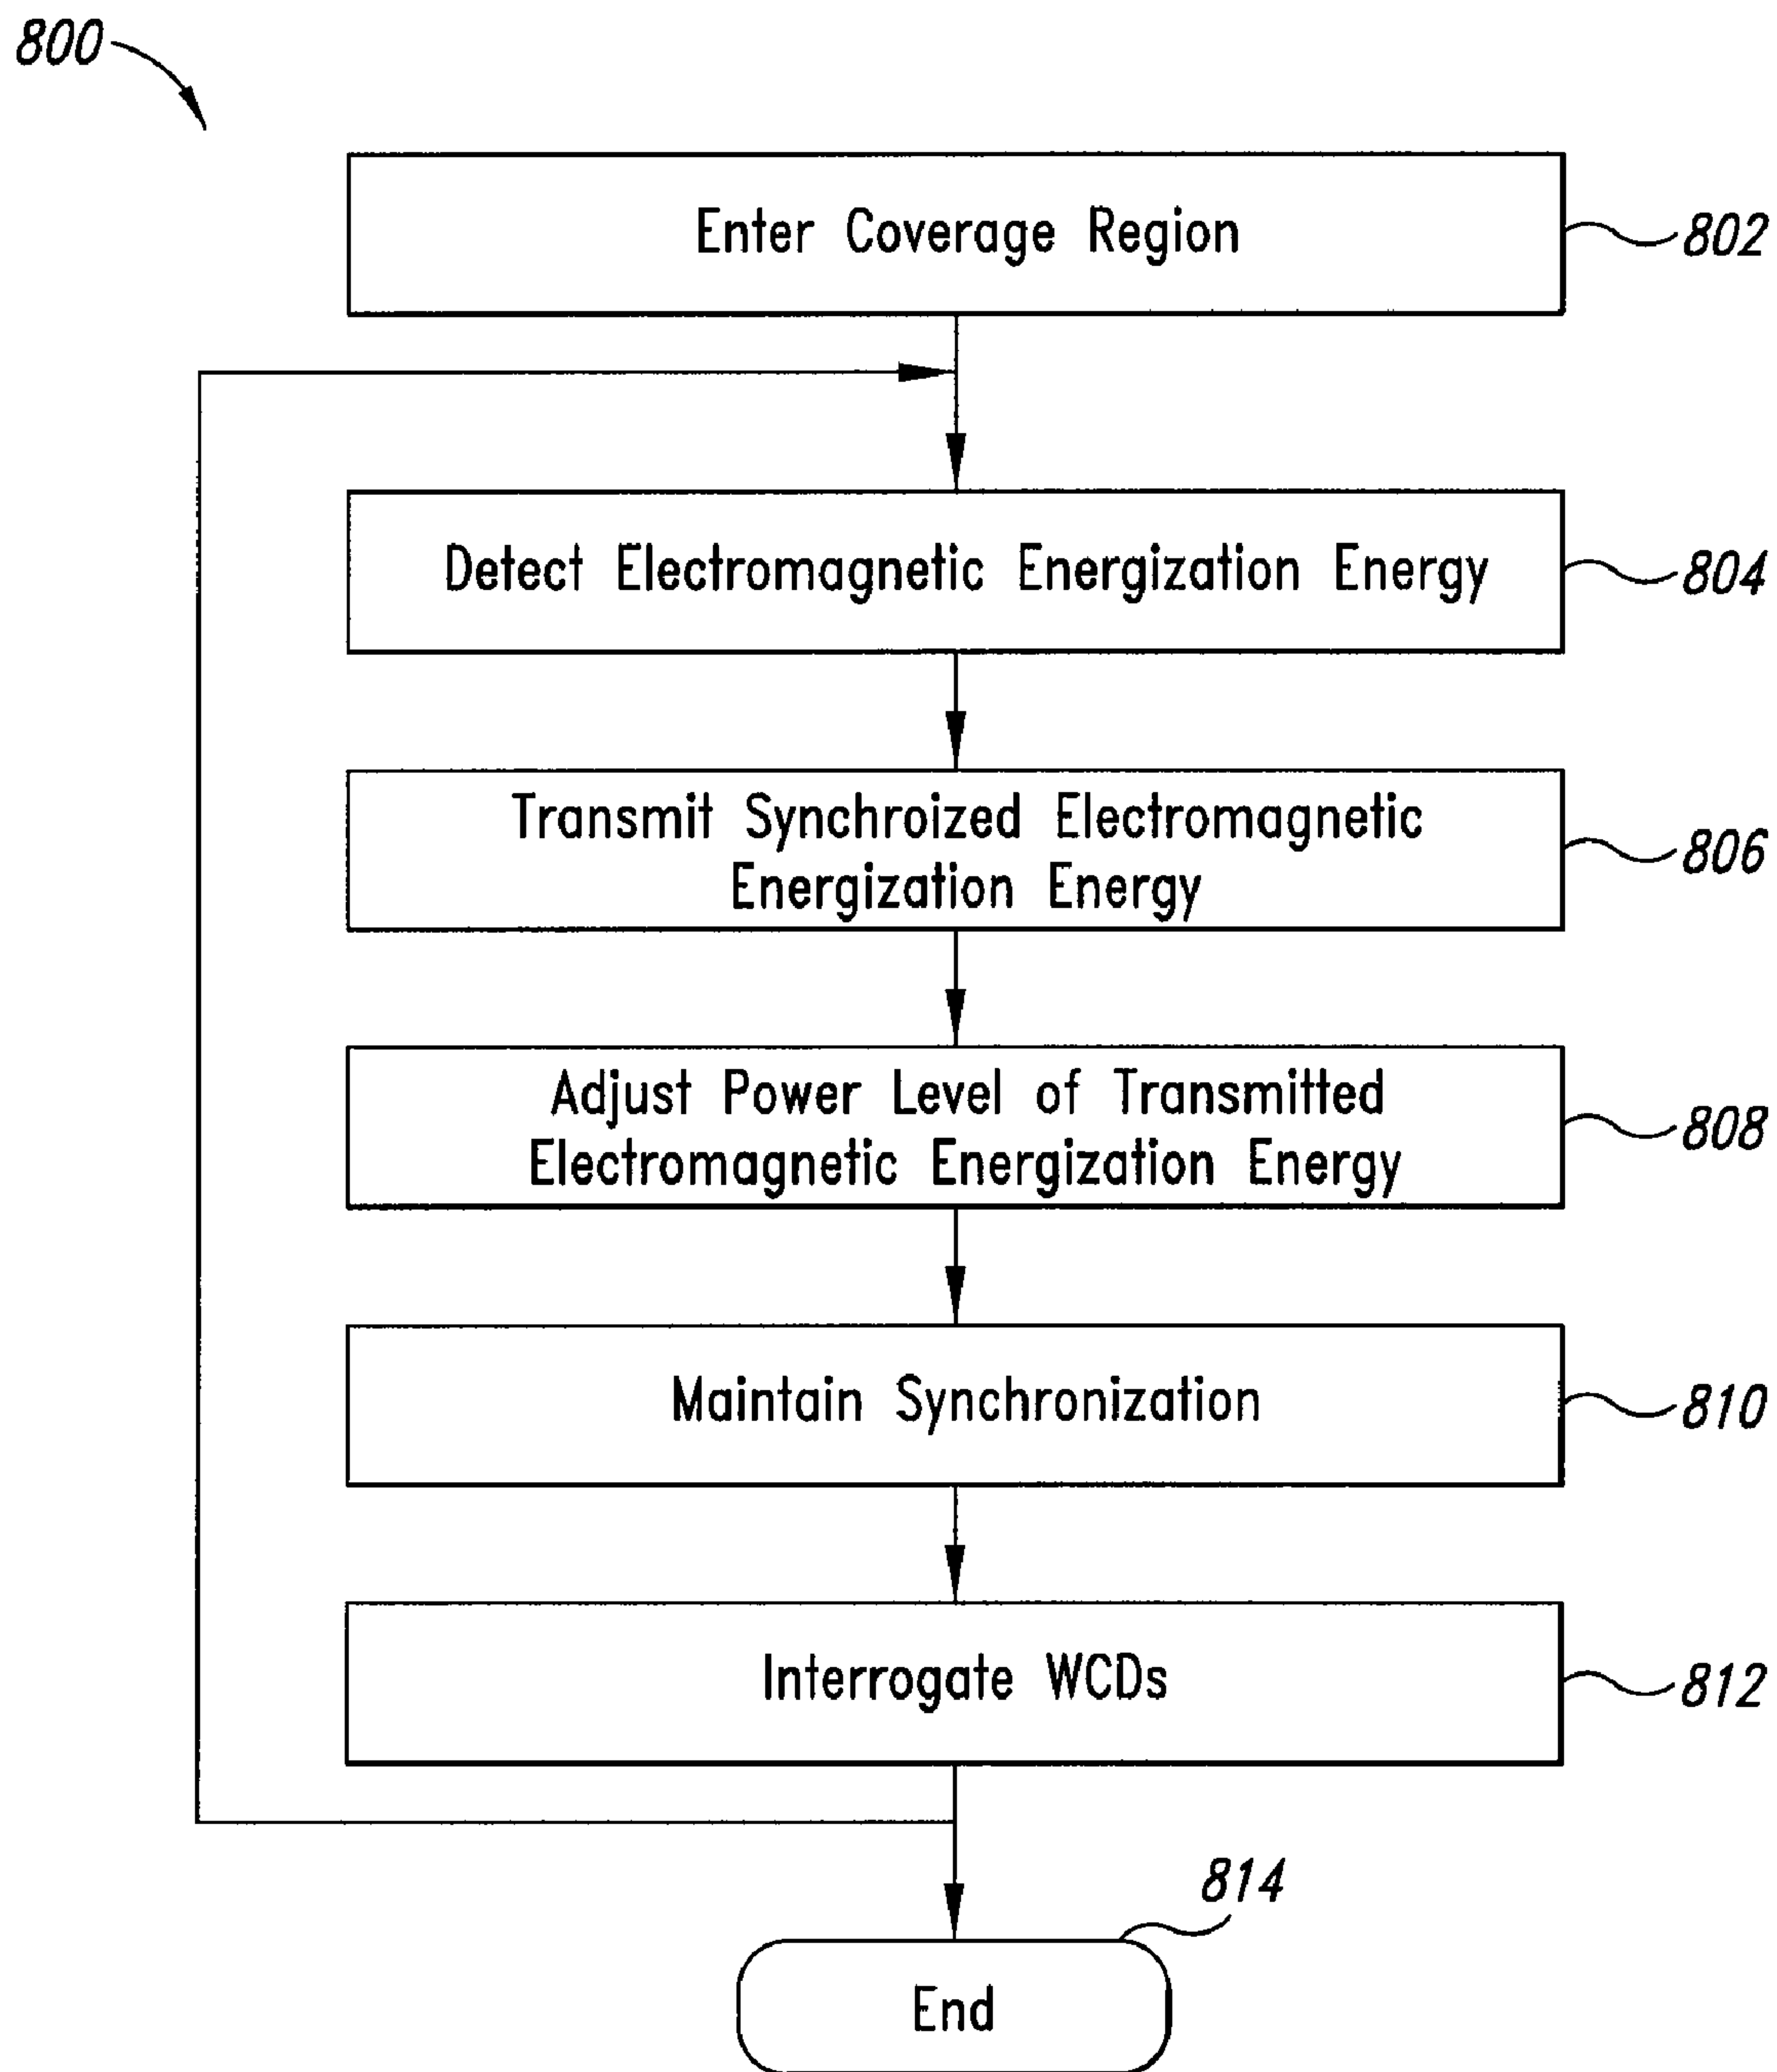 800
Enter Coverage Region
802
Detect Electromagnetic Energization Energy
804
Transmit Synchroized Electromagnetic
Energization Energy
806
Adjust Power Level of Transmitted
Electromagnetic Energization Energy
808
Maintain Synchronization
810
Interrogate WCDs
812
814
End